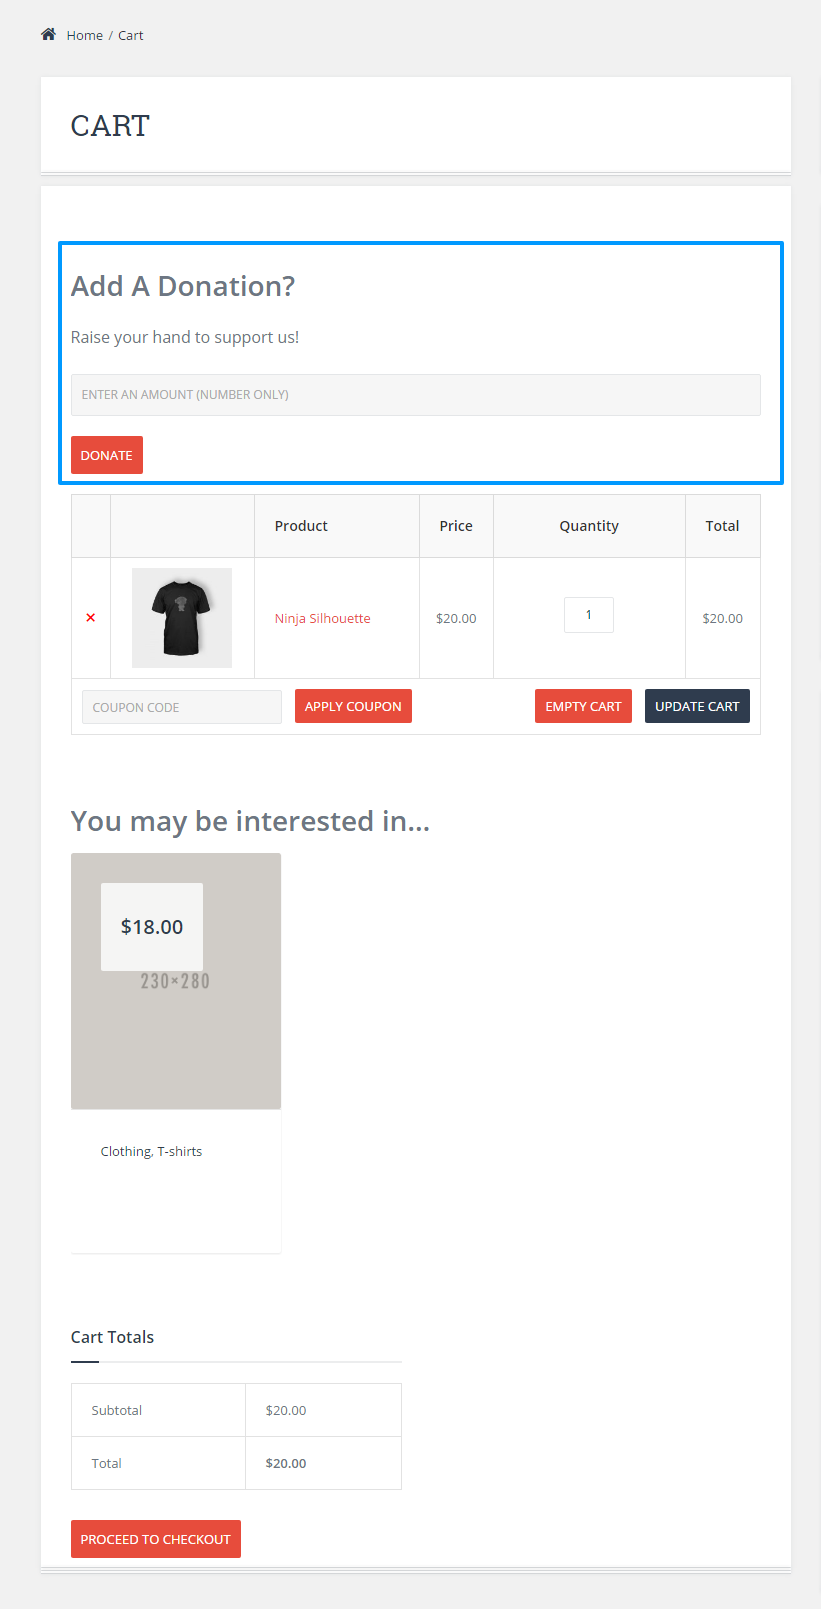 Home / Cart
CART
Add A Donation?
Raise your hand to support us!
ENTER AN AMOUNT (NUMBER ONLY)
DONATE
Product Price Quantity Total
× Ninja Silhouette $20.00 1 $20.00
COUPON CODE APPLY COUPON EMPTY CART UPDATE CART
You may be interested in...
$18.00
230×280
Clothing, T-shirts
Cart Totals
Subtotal $20.00
Total $20.00
PROCEED TO CHECKOUT